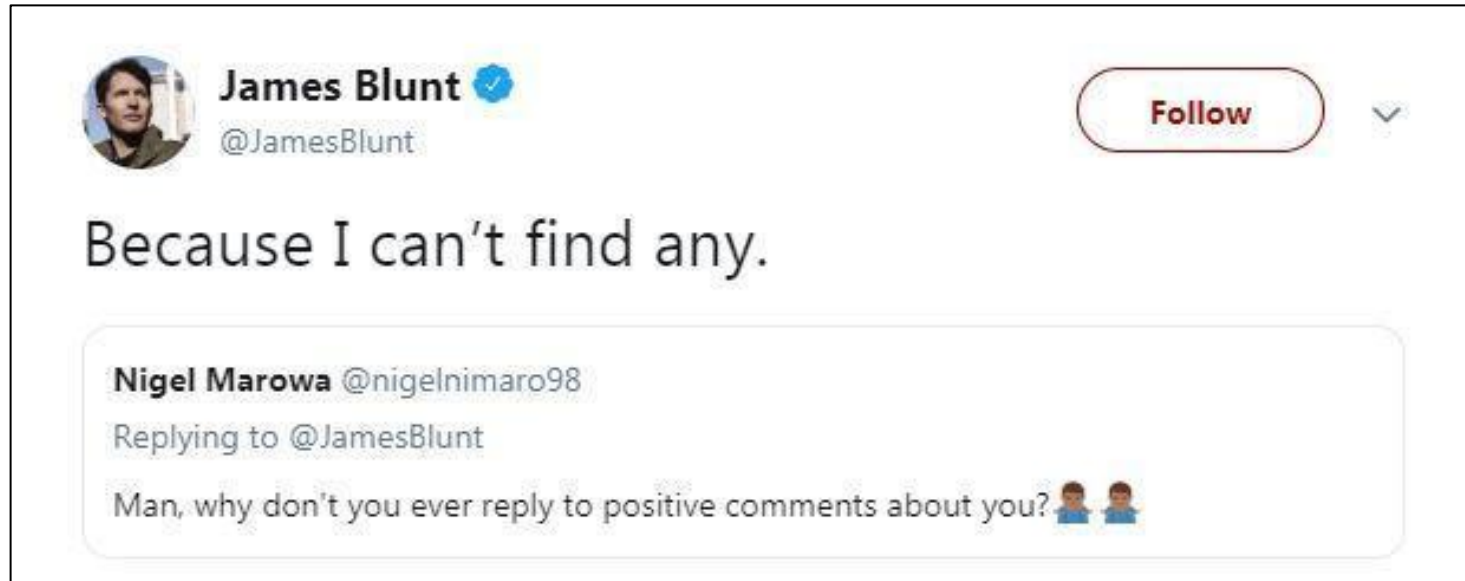 James Blunt
@JamesBlunt
Follow
Because I can't find any.
Nigel Marowa @nigelnimaro98
Replying to @JamesBlunt
Man, why don't you ever reply to positive comments about you?